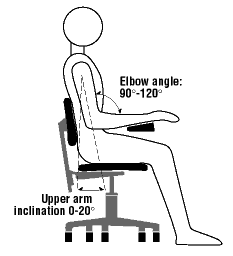 Elbow angle:
90°-120°
Upper arm
inclination 0-20°